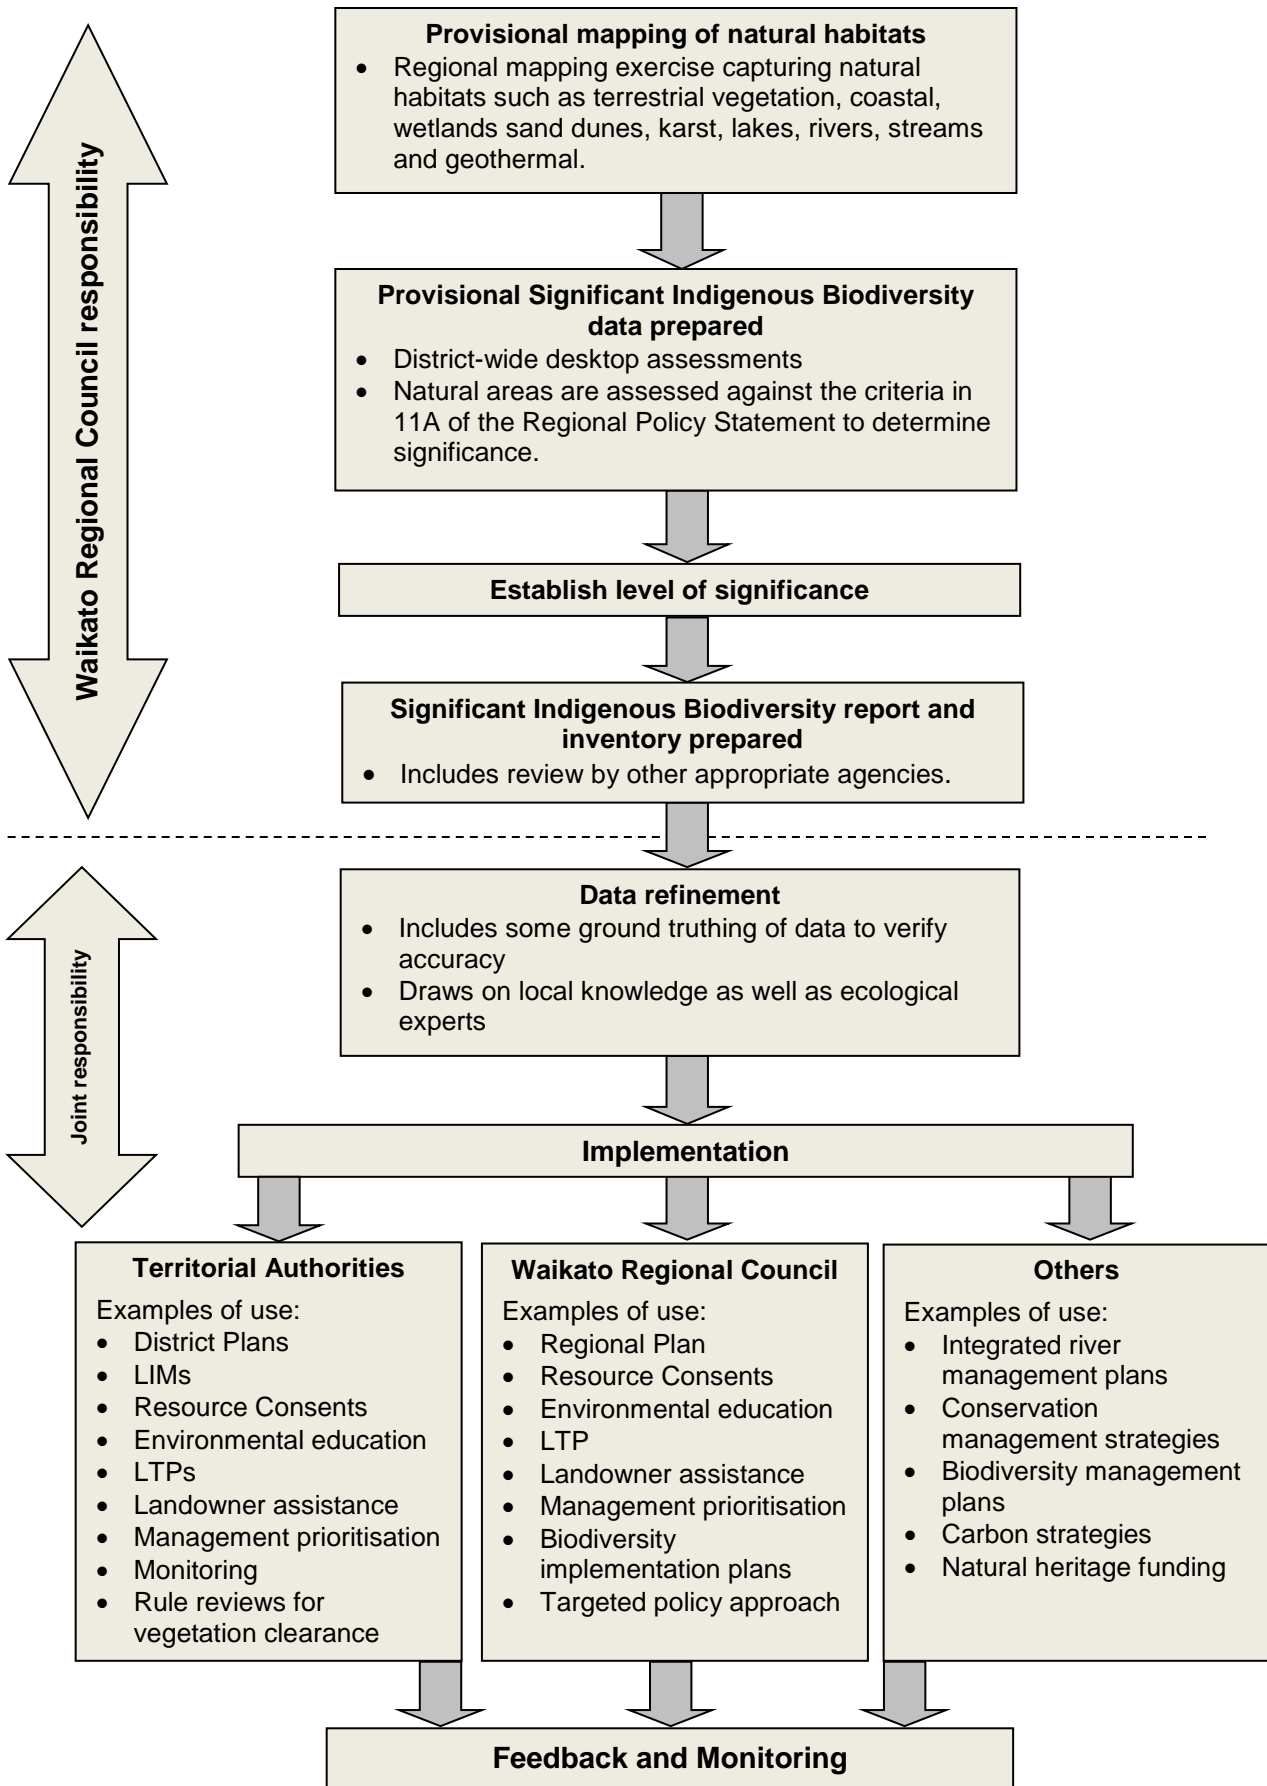 Waikato Regional Council responsibility
Provisional mapping of natural habitats
• Regional mapping exercise capturing natural
habitats such as terrestrial vegetation, coastal,
wetlands sand dunes, karst, lakes, rivers, streams
and geothermal.
Provisional Significant Indigenous Biodiversity
data prepared
• District-wide desktop assessments
• Natural areas are assessed against the criteria in
11A of the Regional Policy Statement to determine
significance.
Establish level of significance
Significant Indigenous Biodiversity report and
inventory prepared
• Includes review by other appropriate agencies.
Joint responsibility
Data refinement
• Includes some ground truthing of data to verify
accuracy
• Draws on local knowledge as well as ecological
experts
Implementation
Territorial Authorities
Examples of use:
• District Plans
• LIMs
• Resource Consents
• Environmental education
• LTPs
• Landowner assistance
• Management prioritisation
• Monitoring
• Rule reviews for
vegetation clearance
Waikato Regional Council
Examples of use:
• Regional Plan
• Resource Consents
• Environmental education
• LTP
• Landowner assistance
• Management prioritisation
• Biodiversity
implementation plans
• Targeted policy approach
Others
Examples of use:
• Integrated river
management plans
• Conservation
management strategies
• Biodiversity management
plans
• Carbon strategies
• Natural heritage funding
Feedback and Monitoring